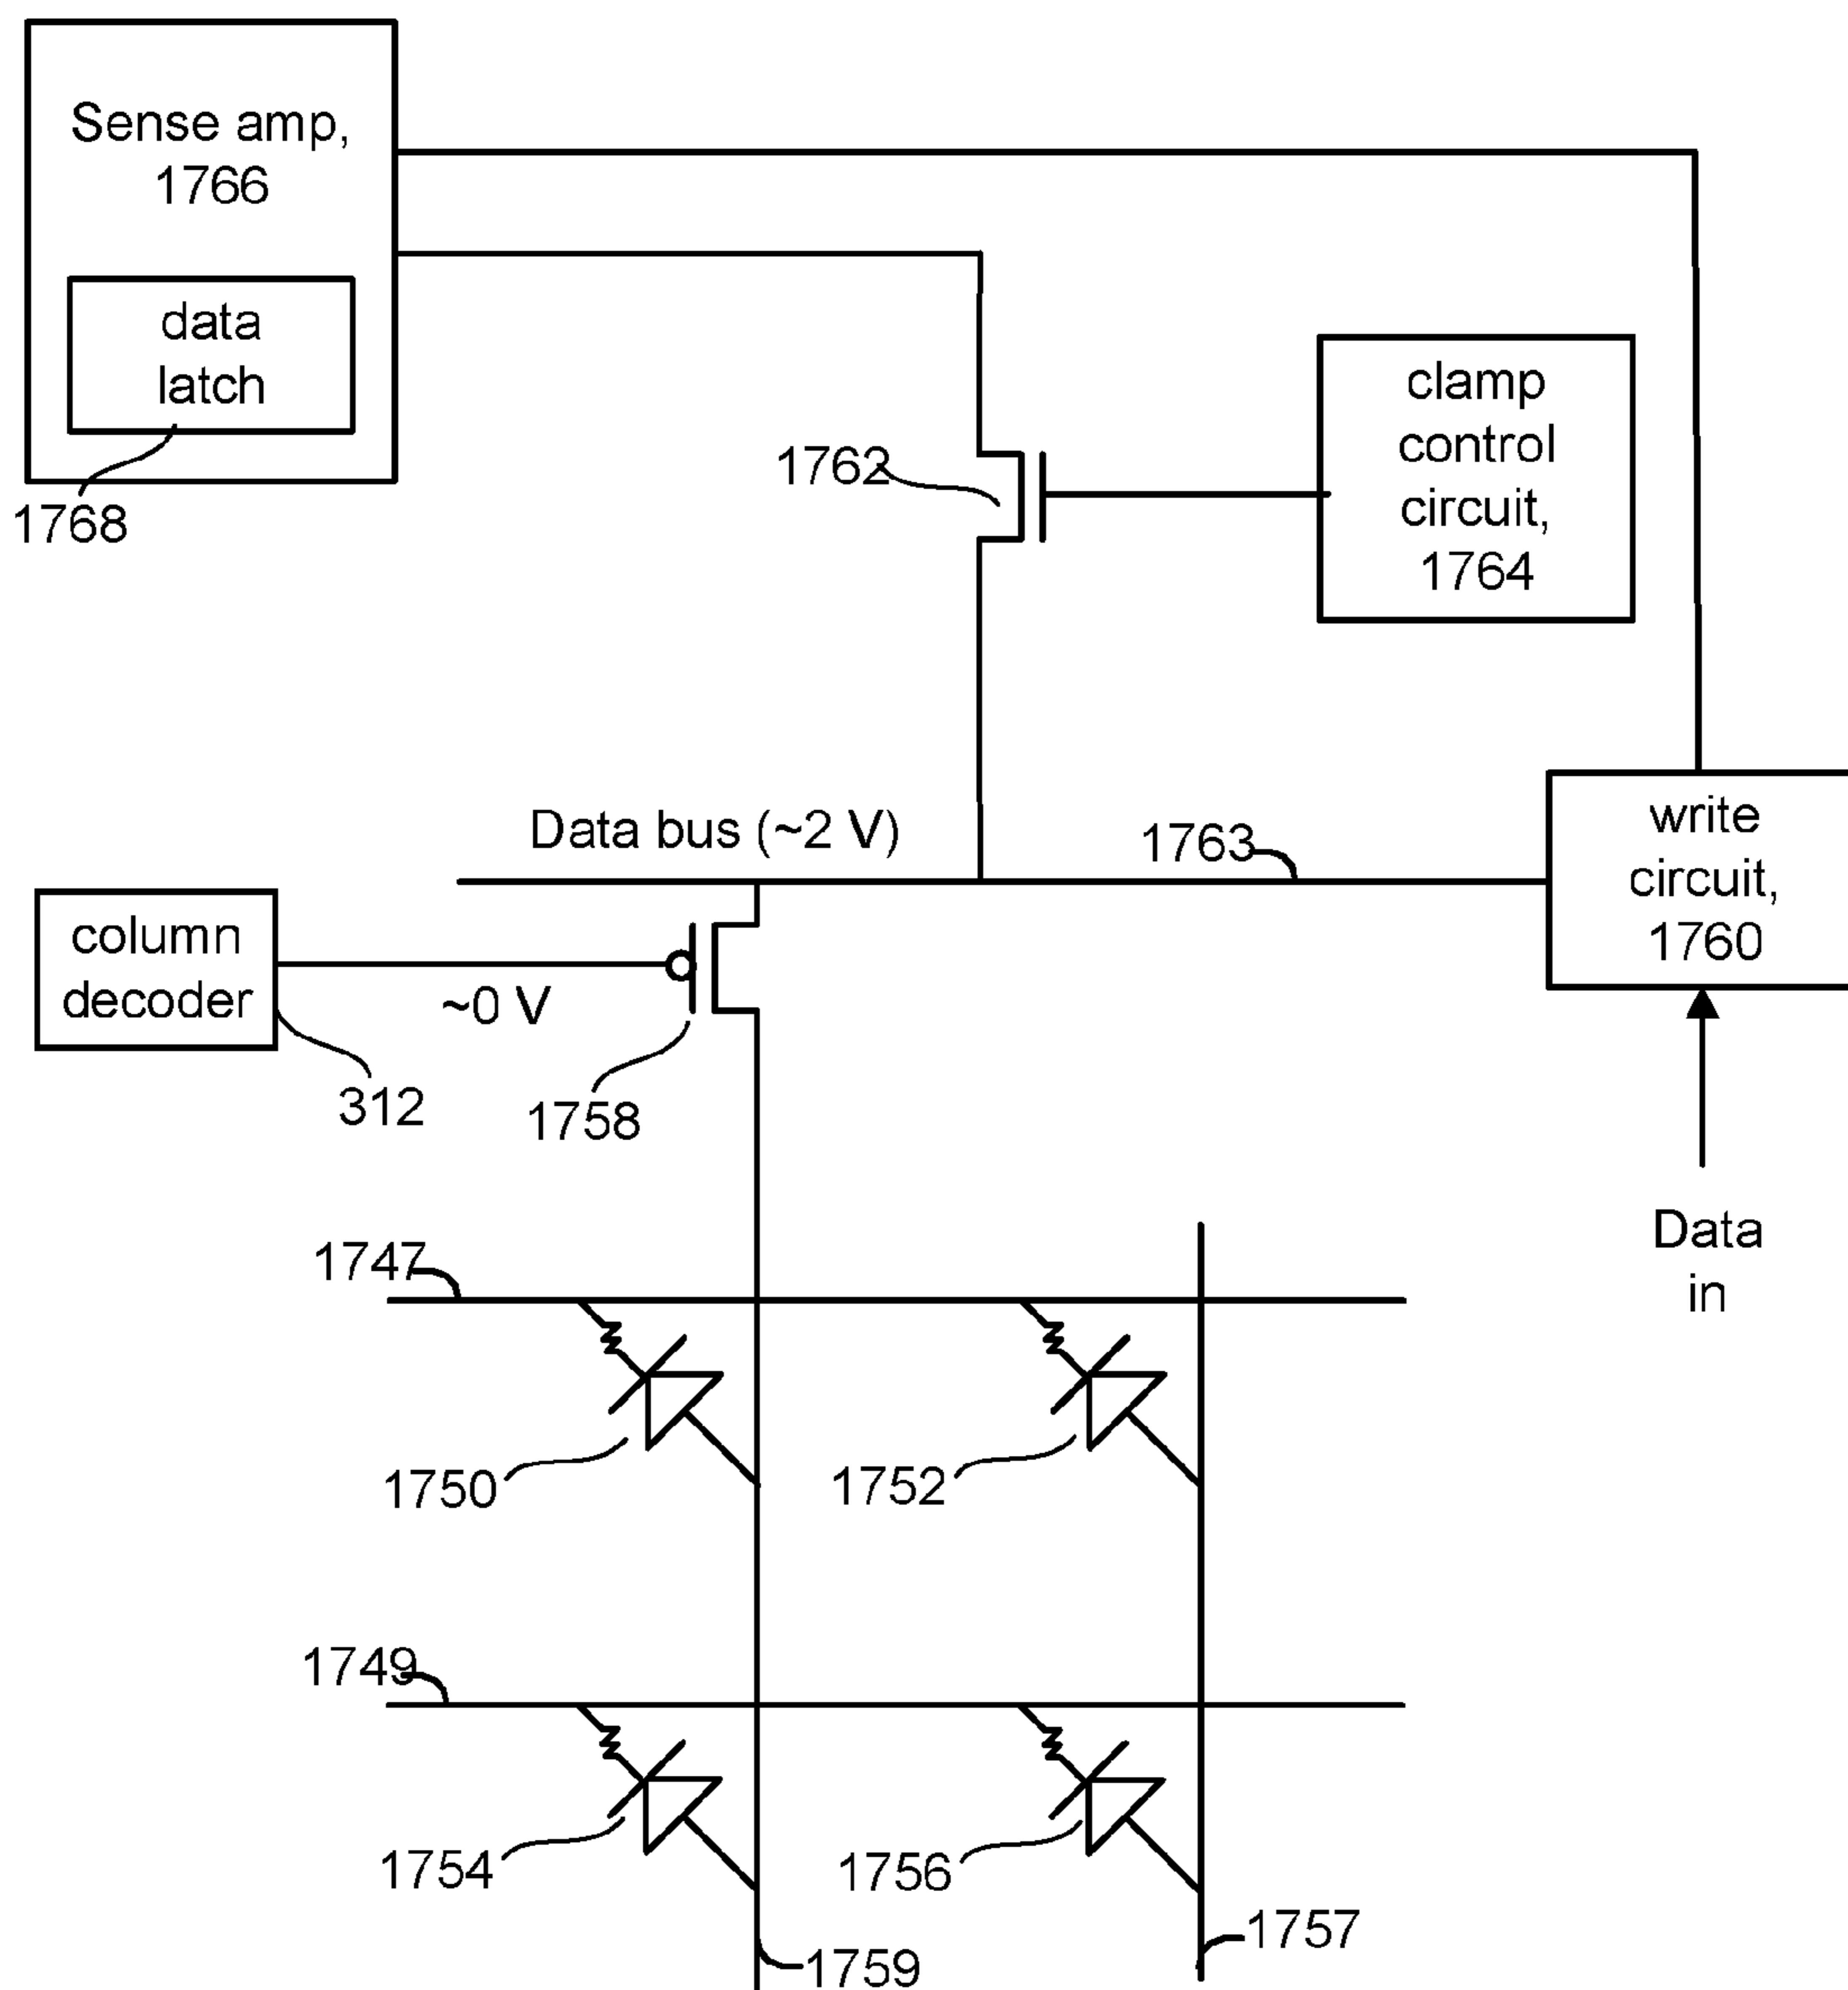 Sense amp,
1766
data
latch
1768
1762
clamp
control
circuit,
1764
Data bus (~2 V)
1763
write
circuit,
1760
column
decoder
~0 V
312
1758
Data
in
1747
1750
1752
1749
1754
1756
1757
1759